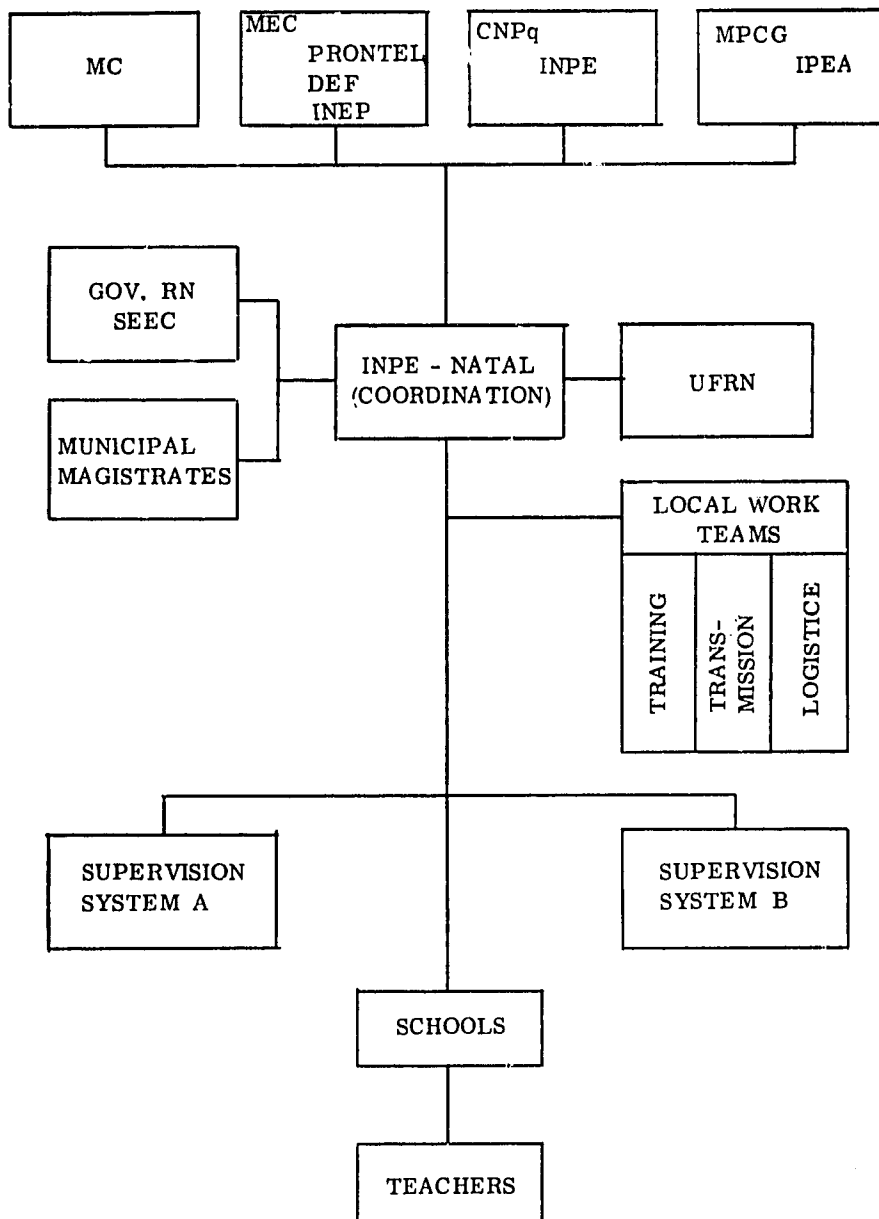 MC
MEC
PRONTEL
DEF
INEP
CNPq
INPE
MPCG
IPEA
GOV. RN
SEEC
MUNICIPAL
MAGISTRATES
INPE - NATAL
(COORDINATION)
UFRN
LOCAL WORK
TEAMS
TRAINING
TRANS-
MISSION
LOGISTICE
SUPERVISION
SYSTEM A
SUPERVISION
SYSTEM B
SCHOOLS
TEACHERS